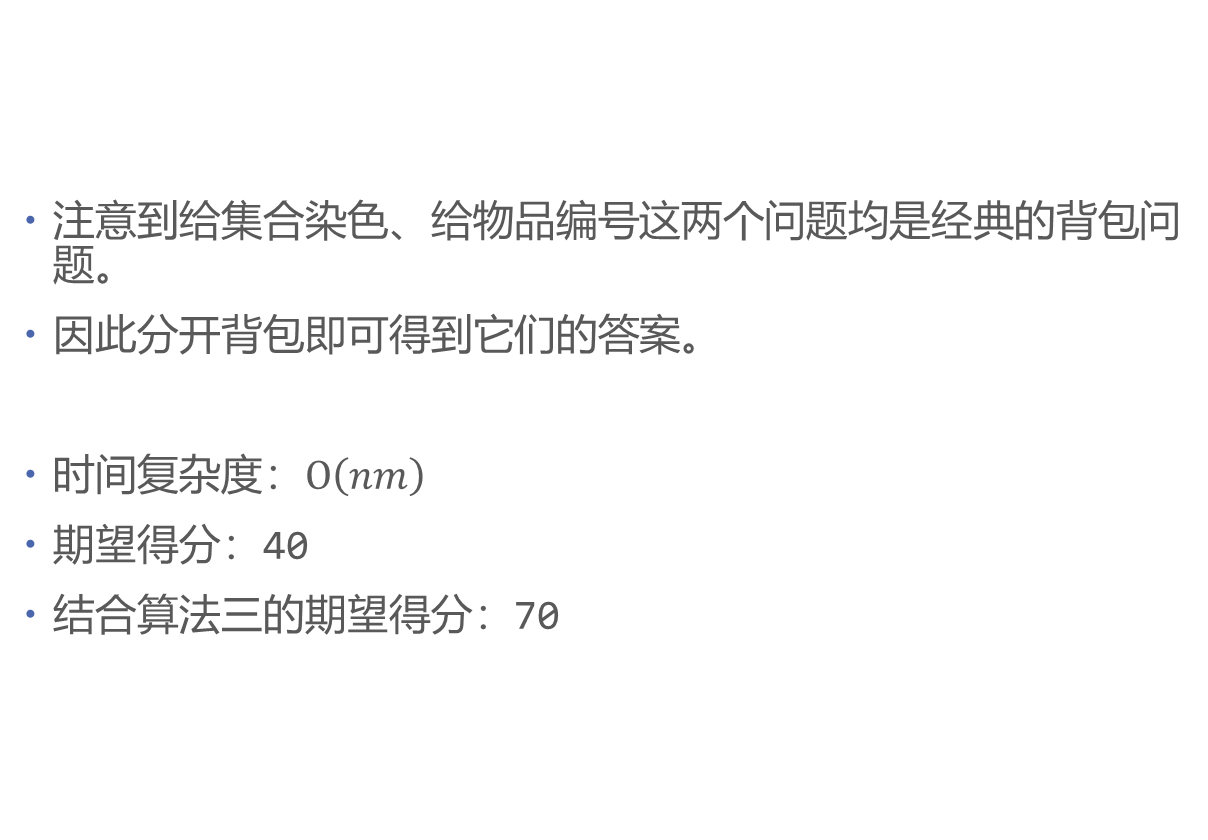 • 注意到给集合染色、给物品编号这两个问题均是经典的背包问
题。
• 因此分开背包即可得到它们的答案。
• 时间复杂度：O(nm)
• 期望得分：40
• 结合算法三的期望得分：70